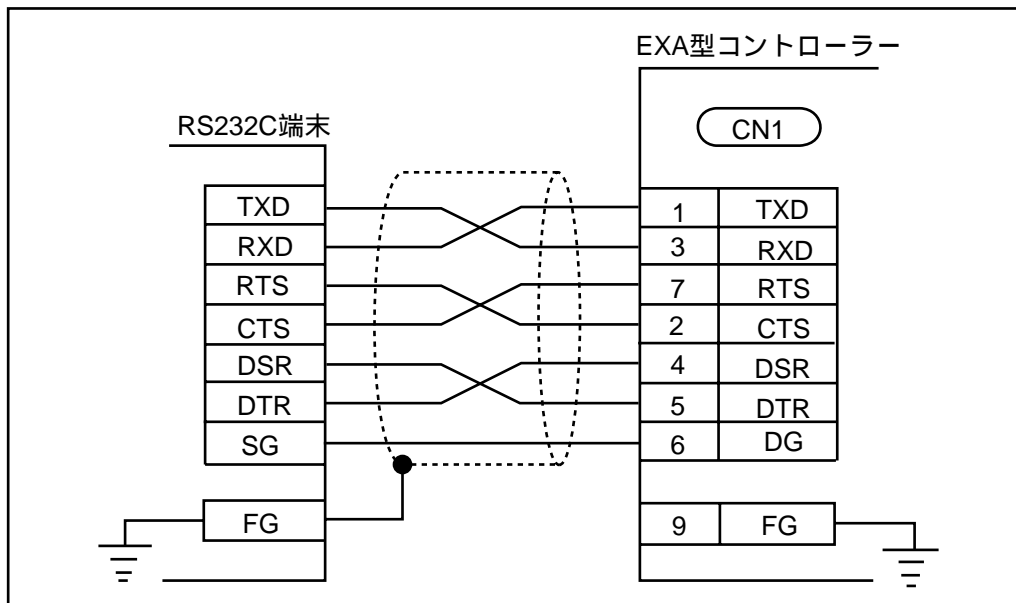 EXA型コントローラー
CN1
RS232C端末
TXD 1 TXD
RXD 3 RXD
RTS 7 RTS
CTS 2 CTS
DSR 4 DSR
DTR 5 DTR
SG 6 DG
FG 9 FG